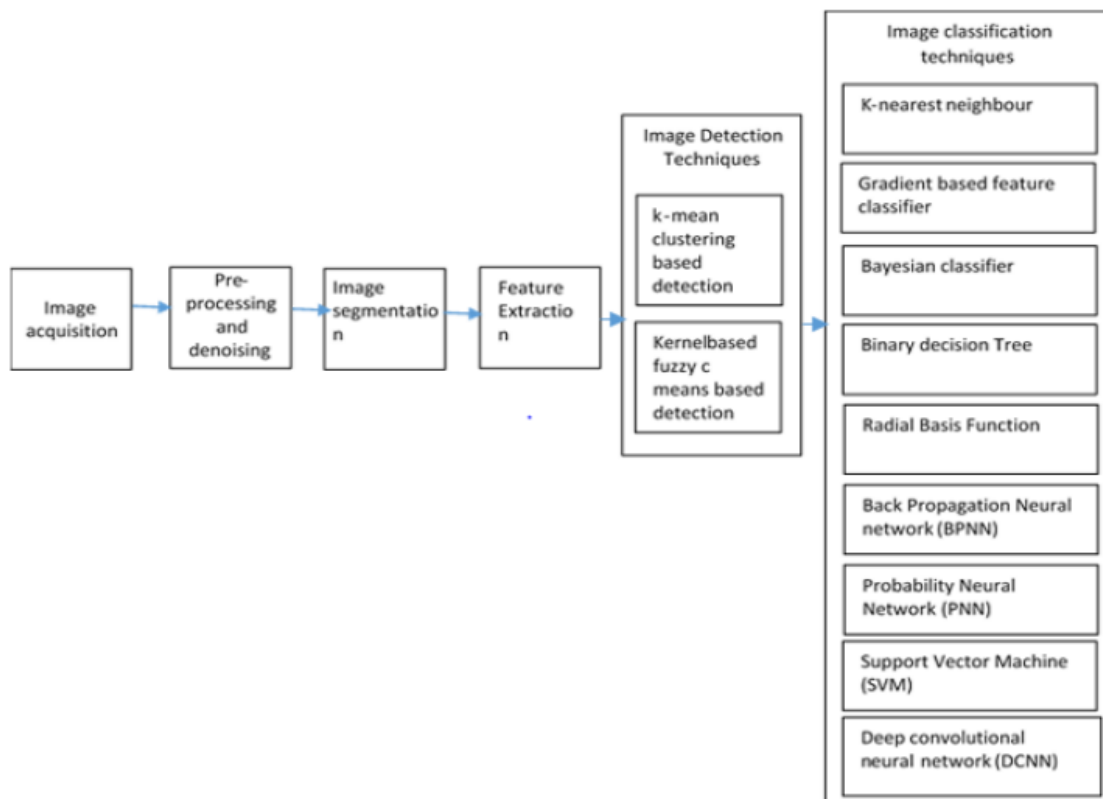 Image
acquisition
Pre-
processing
and
denoising
Image
segmentatio
n
Feature
Extractio
n
Image Detection
Techniques
k-mean
clustering
based
detection
Kernelbased
fuzzy c
means based
detection
Image classification
techniques
K-nearest neighbour
Gradient based feature
classifier
Bayesian classifier
Binary decision Tree
Radial Basis Function
Back Propagation Neural
network (BPNN)
Probability Neural
Network (PNN)
Support Vector Machine
(SVM)
Deep convolutional
neural network (DCNN)